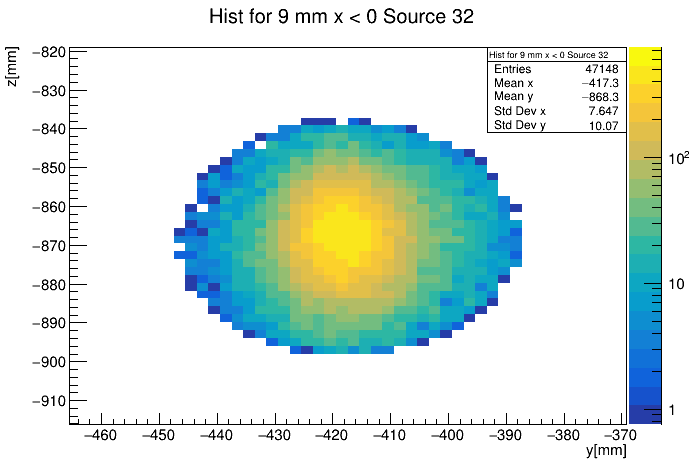 Hist for 9 mm x < 0 Source 32
z[mm]
−820
−830
−840
−850
−860
−870
−880
−890
−900
−910
Hist for 9 mm x < 0 Source 32
Entries 47148
Mean x −417.3
Mean y −868.3
Std Dev x 7.647
Std Dev y 10.07
10²
10
1
−460 −450 −440 −430 −420 −410 −400 −390 −380 −370
y[mm]